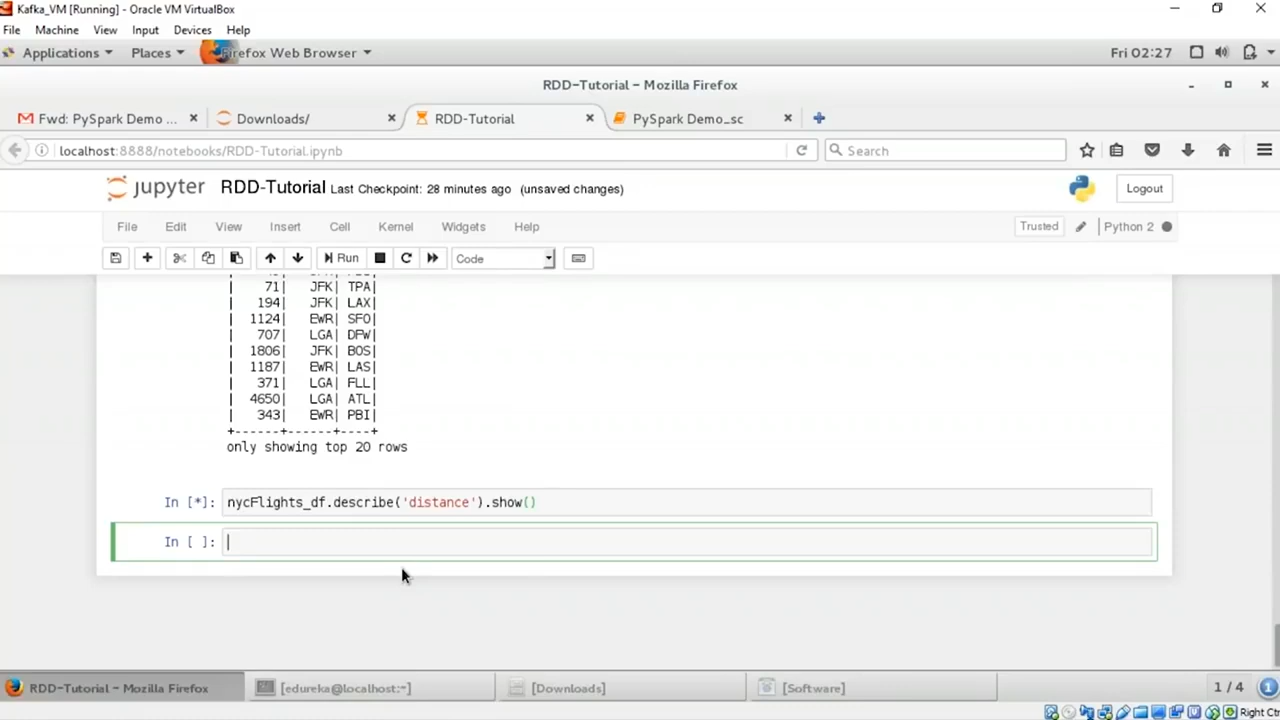 Kafka_VM [Running] - Oracle VM VirtualBox
File Machine View Input Devices Help
Applications Places Firefox Web Browser Fri 02:27
RDD-Tutorial - Mozilla Firefox
Fwd: PySpark Demo ... Downloads/ RDD-Tutorial PySpark Demo_sc
localhost:8888/notebooks/RDD-Tutorial.ipynb Search
jupyter RDD-Tutorial Last Checkpoint: 28 minutes ago (unsaved changes) Logout
File Edit View Insert Cell Kernel Widgets Help Trusted Python 2
Run Code
| 71| JFK| TPA|
| 194| JFK| LAX|
| 1124| EWR| SFO|
| 707| LGA| DFW|
| 1806| JFK| BOS|
| 1187| EWR| LAS|
| 371| LGA| FLL|
| 4650| LGA| ATL|
| 343| EWR| PBI|
+------+------+----+
only showing top 20 rows
In [*]: nycFlights_df.describe('distance').show()
In [ ]:
RDD-Tutorial - Mozilla Firefox [edureka@localhost:~] [Downloads] [Software] 1 / 4 1
Right Ctr